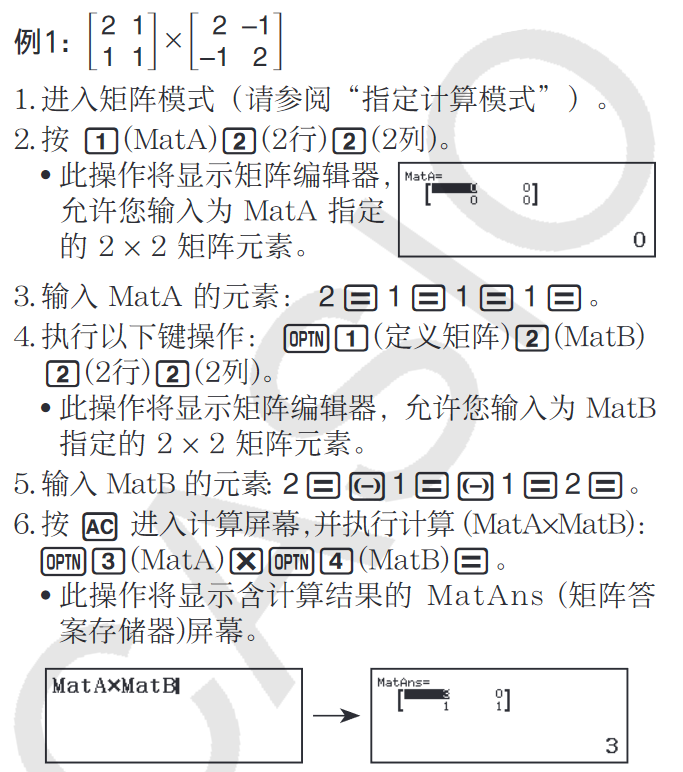 例1: [2 1 1 1]×[2 –1 –1 2]
1. 进入矩阵模式（请参阅“指定计算模式”）。
2. 按 1(MatA)2(2行)2(2列)。
• 此操作将显示矩阵编辑器，
允许您输入为 MatA 指定
的 2 × 2 矩阵元素。
MatA=
[0 0
0 0]
0
3. 输入 MatA 的元素： 2 = 1 = 1 = 1 = 。
4. 执行以下键操作： OPTN 1(定义矩阵)2(MatB)
2(2行)2(2列)。
• 此操作将显示矩阵编辑器，允许您输入为 MatB
指定的 2 × 2 矩阵元素。
5. 输入 MatB 的元素: 2 = (–) 1 = (–) 1 = 2 = 。
6. 按 AC 进入计算屏幕,并执行计算 (MatA×MatB)：
OPTN 3(MatA)× OPTN 4(MatB)= 。
• 此操作将显示含计算结果的 MatAns (矩阵答
案存储器)屏幕。
MatA×MatB
MatAns=
[3 0
1 1]
3
CASIO